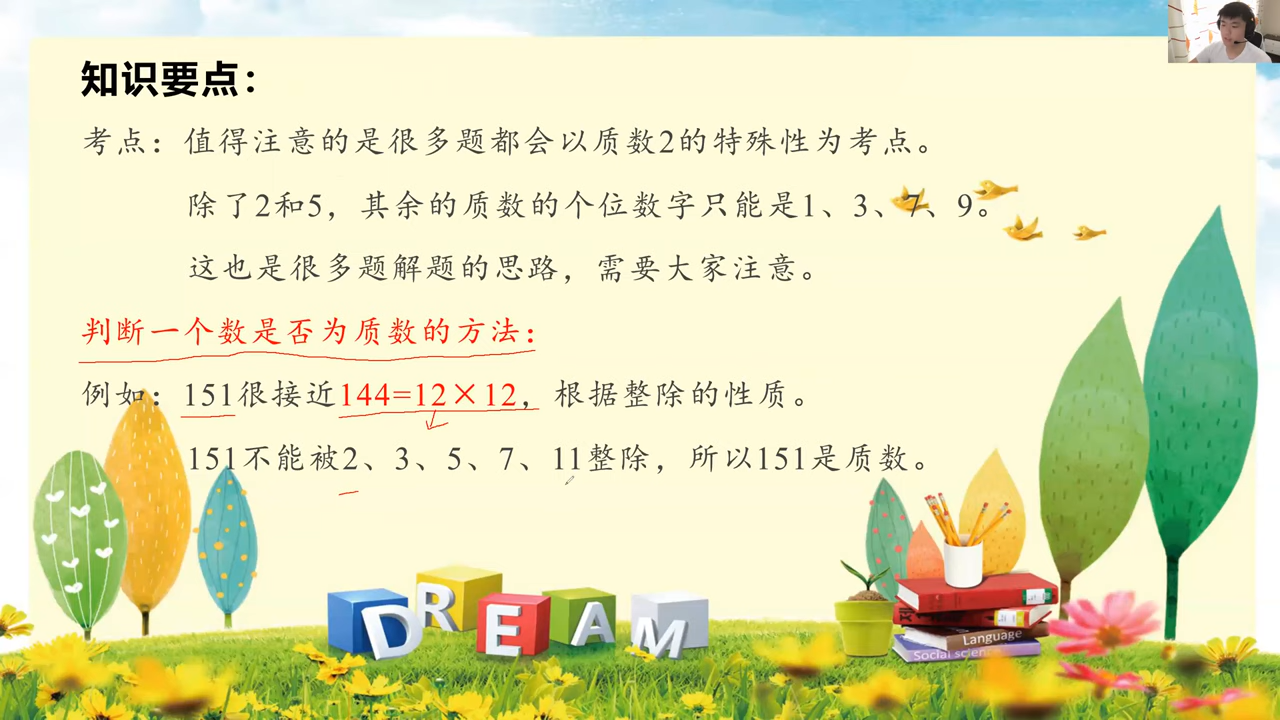 知识要点：
考点：值得注意的是很多题都会以质数2的特殊性为考点。
除了2和5，其余的质数的个位数字只能是1、3、7、9。
这也是很多题解题的思路，需要大家注意。
判断一个数是否为质数的方法：
例如：151很接近144=12×12，根据整除的性质。
151不能被2、3、5、7、11整除，所以151是质数。
DREAM
Language
Social science